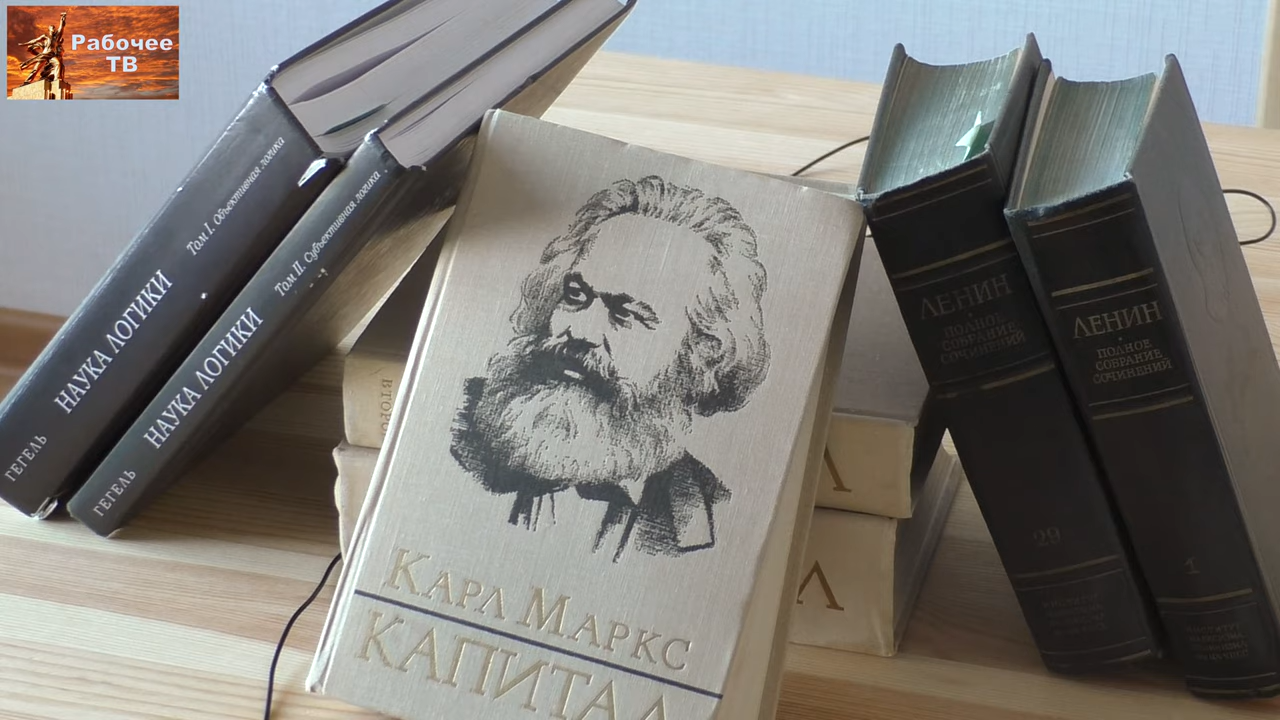 Рабочее
ТВ
ГЕГЕЛЬ
НАУКА ЛОГИКИ
Том I. Объективная логика
ГЕГЕЛЬ
НАУКА ЛОГИКИ
Том II. Субъективная логика
КАРЛ МАРКС
КАПИТАЛ
ЛЕНИН
ПОЛНОЕ
СОБРАНИЕ
СОЧИНЕНИЙ
29
ЛЕНИН
ПОЛНОЕ
СОБРАНИЕ
СОЧИНЕНИЙ
1